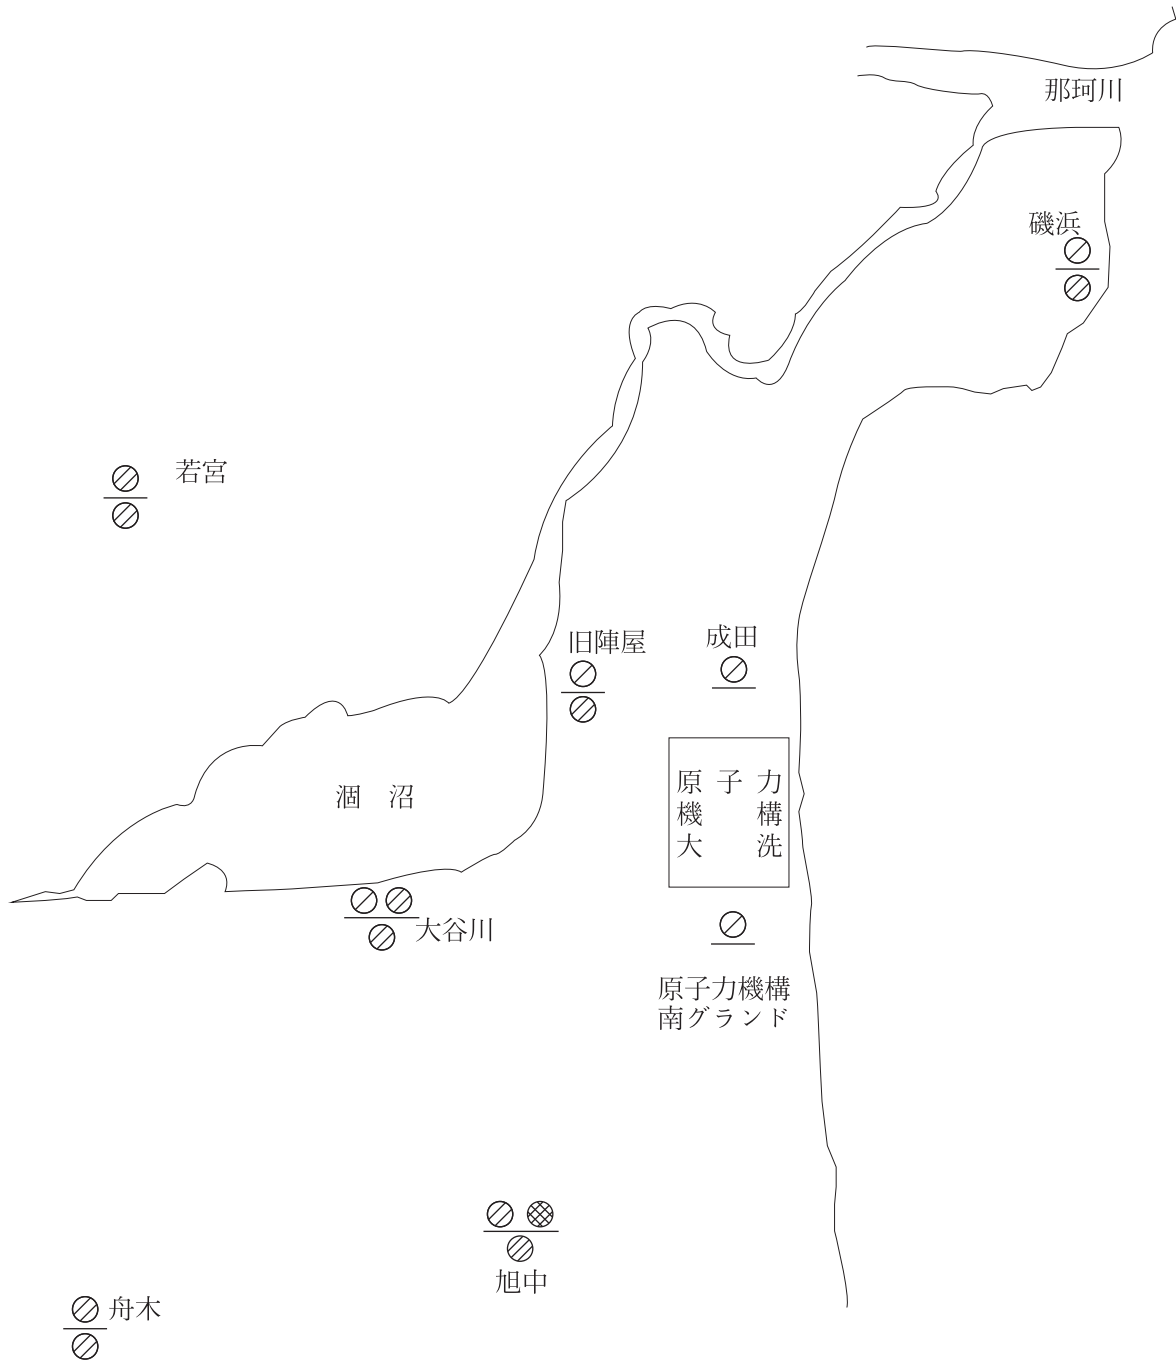 那珂川
磯浜
若宮
旧陣屋
成田
原子力
機構
大洗
涸沼
大谷川
原子力機構
南グランド
旭中
舟木